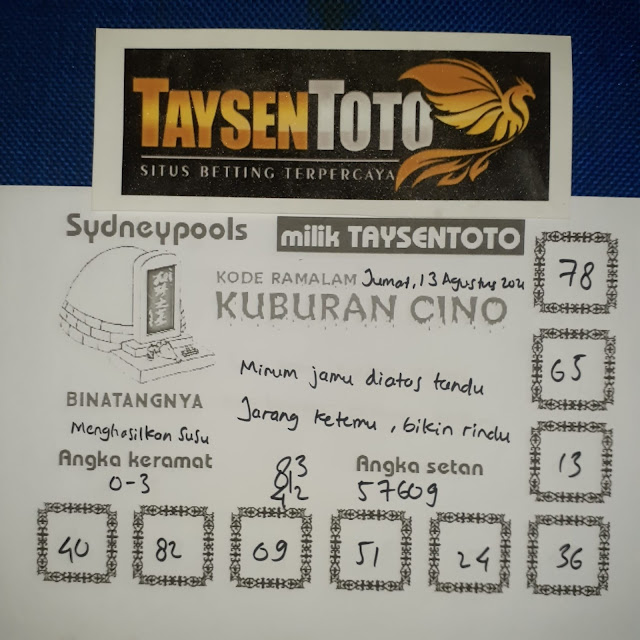 TAYSENTOTO
SITUS BETTING TERPERCAYA
Sydneypools
milik TAYSENTOTO
KODE RAMALAM Jumat, 13 Agustus 2021
KUBURAN CINO
78
65
13
Minum jamu diatas tandu
Jarang ketemu, bikin rindu
BINATANGNYA
Menghasilkan susu
Angka keramat
0-3
83
Angka setan
57609
40
82
09
51
24
36